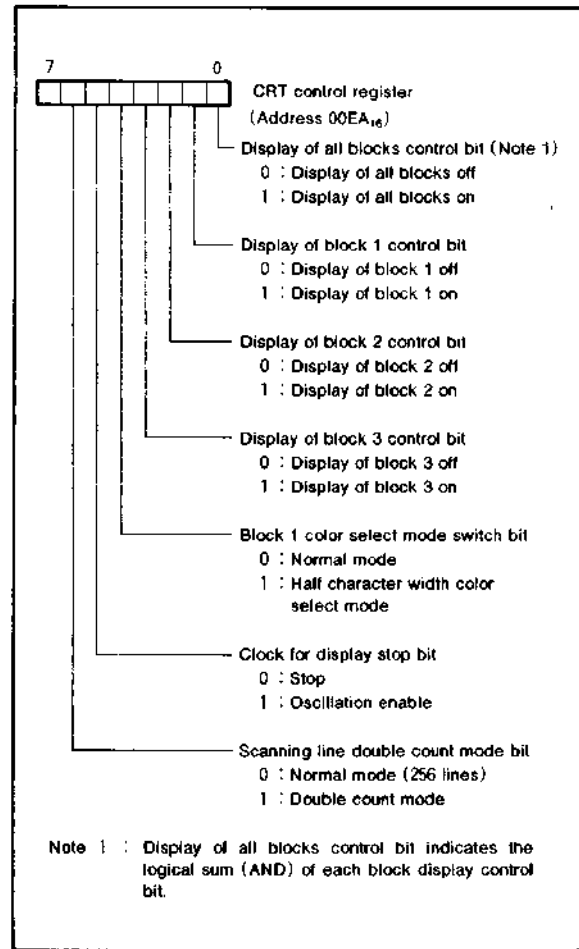 7 0
CRT control register
(Address 00EA₁₆)
Display of all blocks control bit (Note 1)
0 : Display of all blocks off
1 : Display of all blocks on
Display of block 1 control bit
0 : Display of block 1 off
1 : Display of block 1 on
Display of block 2 control bit
0 : Display of block 2 off
1 : Display of block 2 on
Display of block 3 control bit
0 : Display of block 3 off
1 : Display of block 3 on
Block 1 color select mode switch bit
0 : Normal mode
1 : Half character width color
select mode
Clock for display stop bit
0 : Stop
1 : Oscillation enable
Scanning line double count mode bit
0 : Normal mode (256 lines)
1 : Double count mode
Note 1 : Display of all blocks control bit indicates the
logical sum (AND) of each block display control
bit.